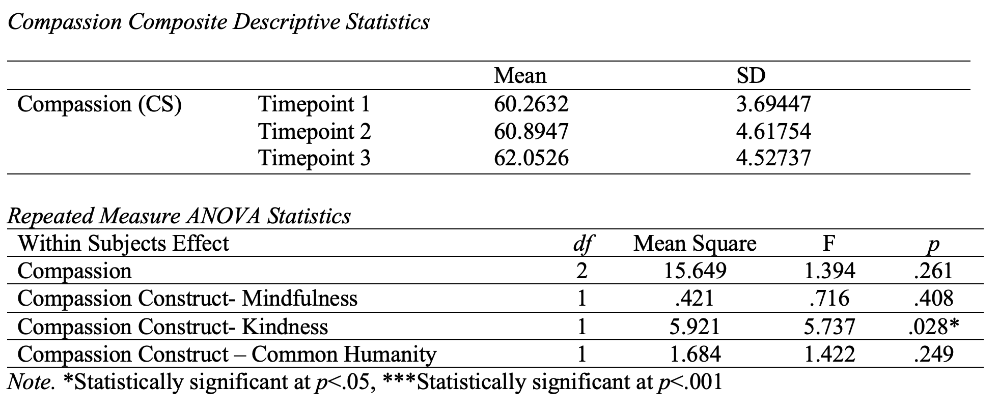 Compassion Composite Descriptive Statistics
Mean SD
Compassion (CS) Timepoint 1 60.2632 3.69447
Timepoint 2 60.8947 4.61754
Timepoint 3 62.0526 4.52737
Repeated Measure ANOVA Statistics
Within Subjects Effect df Mean Square F p
Compassion 2 15.649 1.394 .261
Compassion Construct- Mindfulness 1 .421 .716 .408
Compassion Construct- Kindness 1 5.921 5.737 .028*
Compassion Construct – Common Humanity 1 1.684 1.422 .249
Note. *Statistically significant at p<.05, ***Statistically significant at p<.001